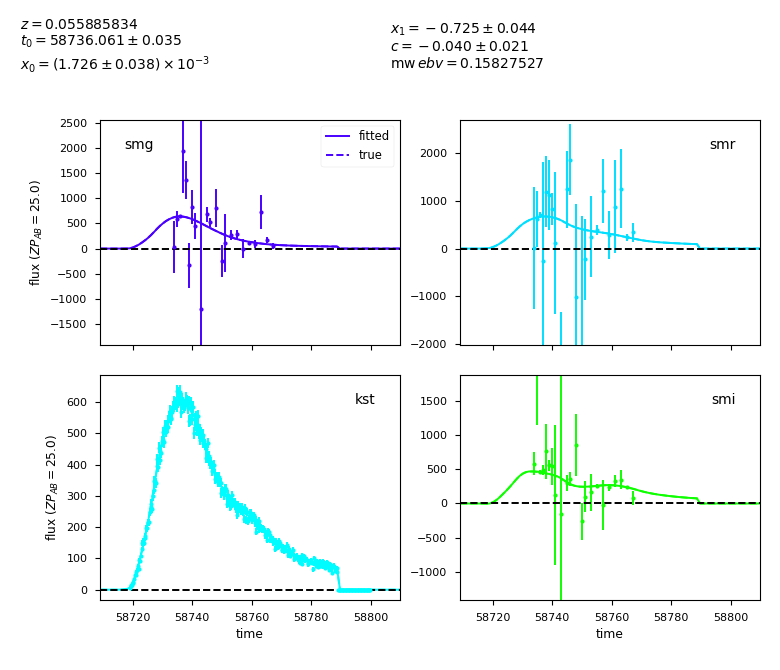 z = 0.055885834
t₀ = 58736.061 ± 0.035
x₀ = (1.726 ± 0.038) × 10⁻³
x₁ = −0.725 ± 0.044
c = −0.040 ± 0.021
mw ebv = 0.15827527
smg
fitted
true
2500
2000
1500
1000
500
0
−500
−1000
−1500
flux (ZP_AB = 25.0)
smr
2000
1000
0
−1000
−2000
kst
600
500
400
300
200
100
0
flux (ZP_AB = 25.0)
58720 58740 58760 58780 58800
time
smi
1500
1000
500
0
−500
−1000
58720 58740 58760 58780 58800
time